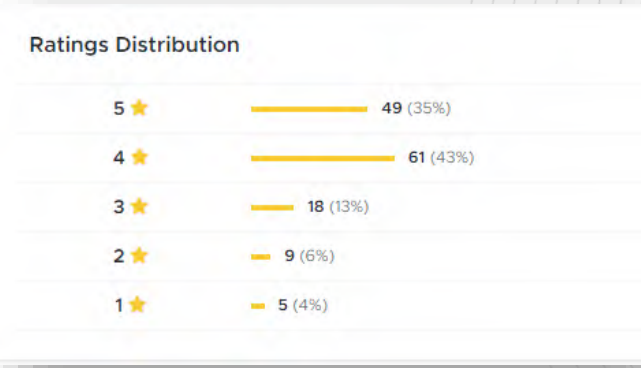 Ratings Distribution
5 ★ 49 (35%)
4 ★ 61 (43%)
3 ★ 18 (13%)
2 ★ 9 (6%)
1 ★ 5 (4%)